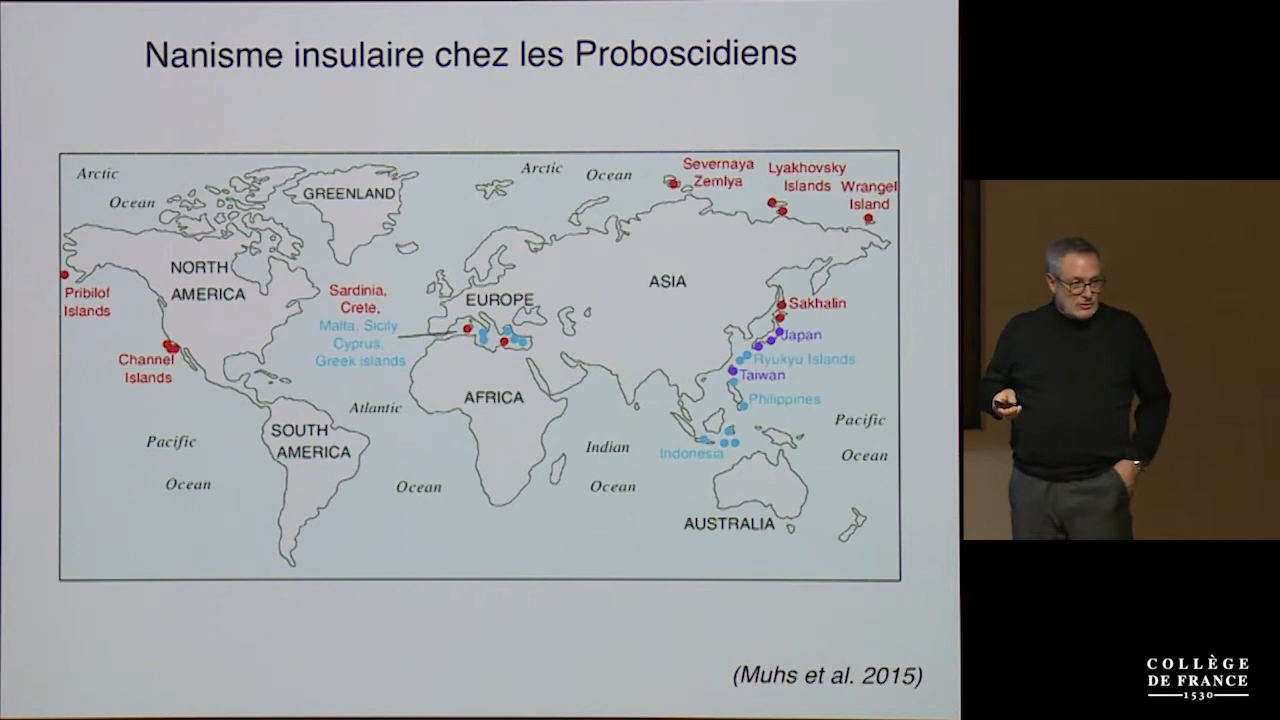 Nanisme insulaire chez les Proboscidiens
Arctic
Ocean
GREENLAND
Arctic
Ocean
Severnaya
Zemlya
Lyakhovsky
Islands
Wrangel
Island
NORTH
AMERICA
Pribilof
Islands
Channel
Islands
Sardinia,
Crete,
Malta, Sicily
Cyprus,
Greek islands
EUROPE
ASIA
Sakhalin
Japan
Ryukyu Islands
Taiwan
Philippines
Indonesia
AFRICA
Atlantic
Ocean
SOUTH
AMERICA
Pacific
Ocean
Indian
Ocean
Pacific
Ocean
AUSTRALIA
(Muhs et al. 2015)
COLLÈGE
DE FRANCE
1530